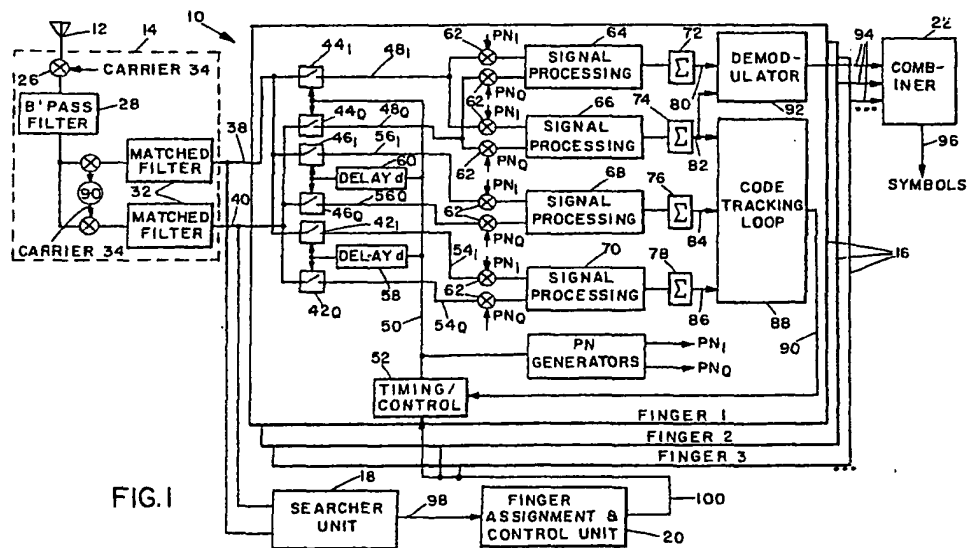 10
12
14
26
CARRIER 34
28
B'PASS
FILTER
MATCHED
FILTER
38
32
90
40
MATCHED
FILTER
CARRIER 34
44I
48I
44Q
48Q
46I
56I
60
DELAY d
56Q
46Q
42I
54I
DELAY d
58
42Q
54Q
50
52
TIMING/
CONTROL
62
PNI
64
SIGNAL
PROCESSING
72
Σ
80
DEMOD-
ULATOR
92
PNQ
62
PNI
66
SIGNAL
PROCESSING
74
Σ
82
62
PNQ
PNI
68
SIGNAL
PROCESSING
76
Σ
84
62
PNQ
PNI
70
SIGNAL
PROCESSING
78
Σ
86
62
PNQ
CODE
TRACKING
LOOP
88
90
PN
GENERATORS
PNI
PNQ
22
94
COMB-
INER
96
SYMBOLS
16
FINGER 1
FINGER 2
FINGER 3
FIG.1
18
SEARCHER
UNIT
98
FINGER
ASSIGNMENT &
CONTROL UNIT
20
100